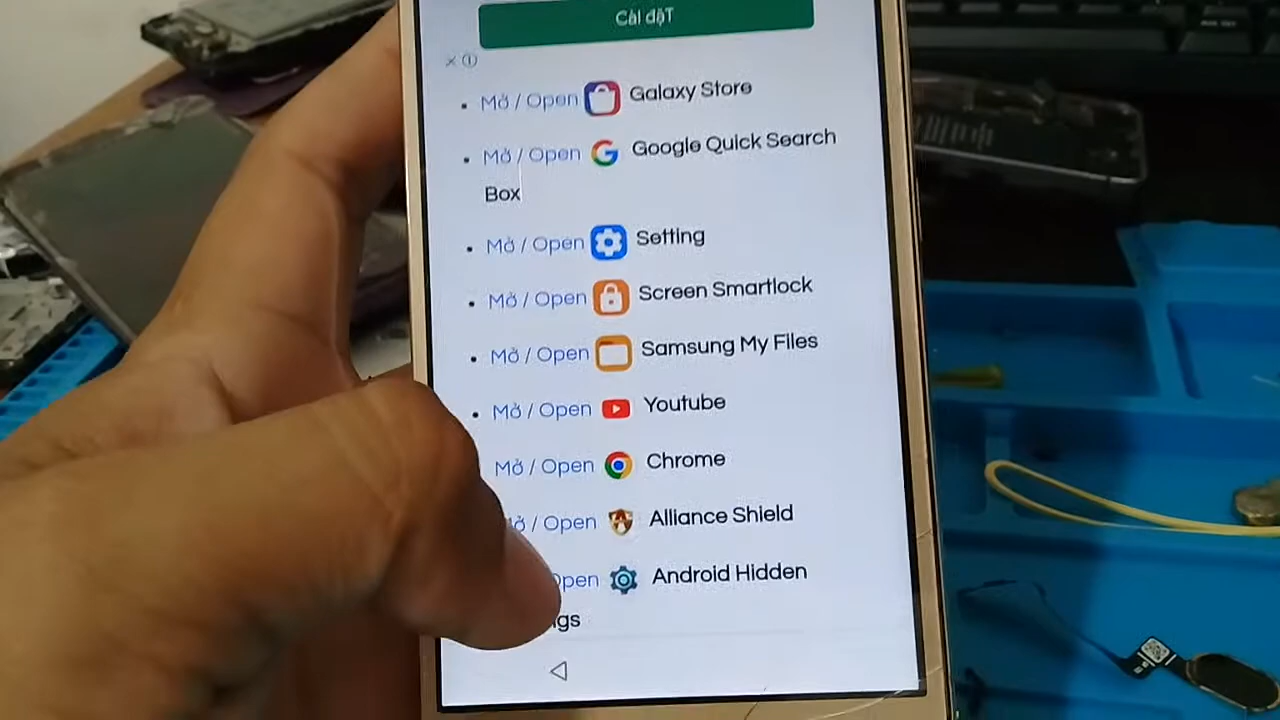 Cài đặT
Mở / Open Galaxy Store
Mở / Open Google Quick Search
Box
Mở / Open Setting
Mở / Open Screen Smartlock
Mở / Open Samsung My Files
Mở / Open Youtube
Mở / Open Chrome
/ Open Alliance Shield
Open Android Hidden